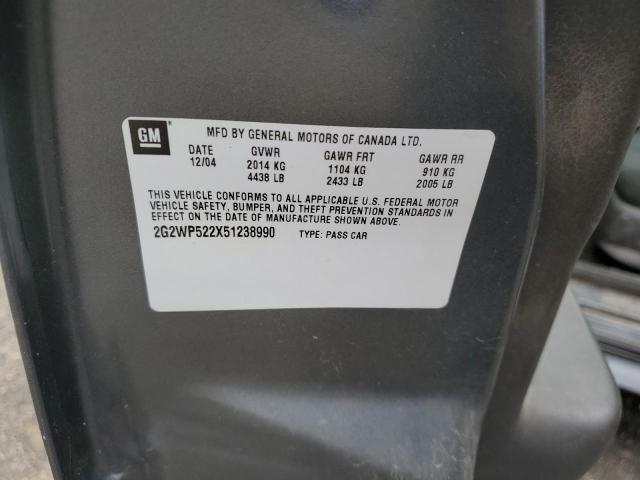 GM® MFD BY GENERAL MOTORS OF CANADA LTD.
DATE GVWR GAWR FRT GAWR RR
12/04 2014 KG 1104 KG 910 KG
4438 LB 2433 LB 2005 LB
THIS VEHICLE CONFORMS TO ALL APPLICABLE U.S. FEDERAL MOTOR
VEHICLE SAFETY, BUMPER, AND THEFT PREVENTION STANDARDS IN
EFFECT ON THE DATE OF MANUFACTURE SHOWN ABOVE.
2G2WP522X51238990 TYPE: PASS CAR